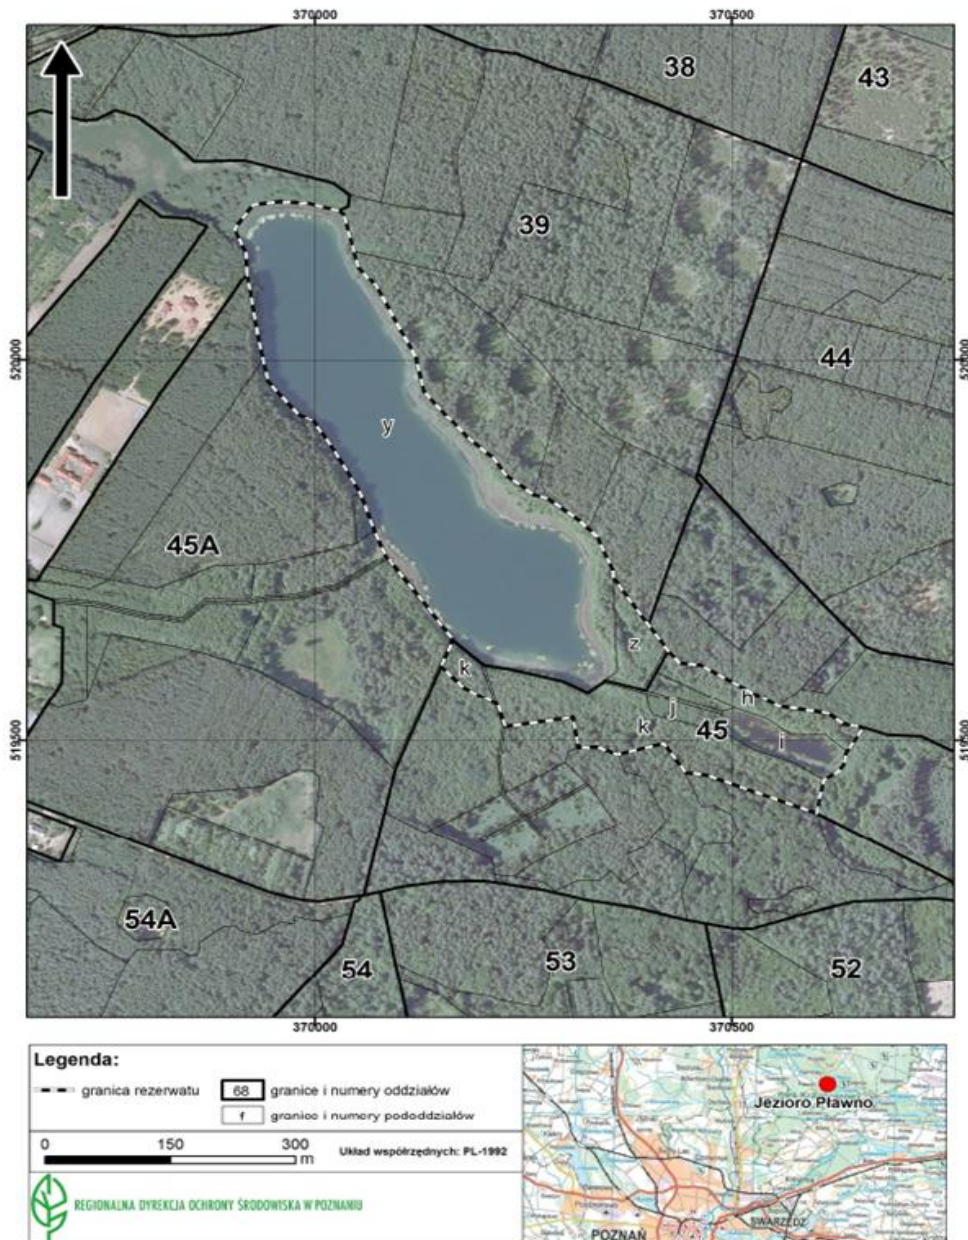 370000 370500
38
43
39
520000 520000
44
y
45A
z
k
h
j
k 45 i
519500 519500
54A
54 53 52
370000 370500
Legenda:
granica rezerwatu
68 granice i numery oddziałów
f granice i numery pododdziałów
0 150 300
m
Układ współrzędnych: PL-1992
REGIONALNA DYREKCJA OCHRONY ŚRODOWISKA W POZNANIU
Jezioro Pławno
SWARZĘDZ
POZNAŃ